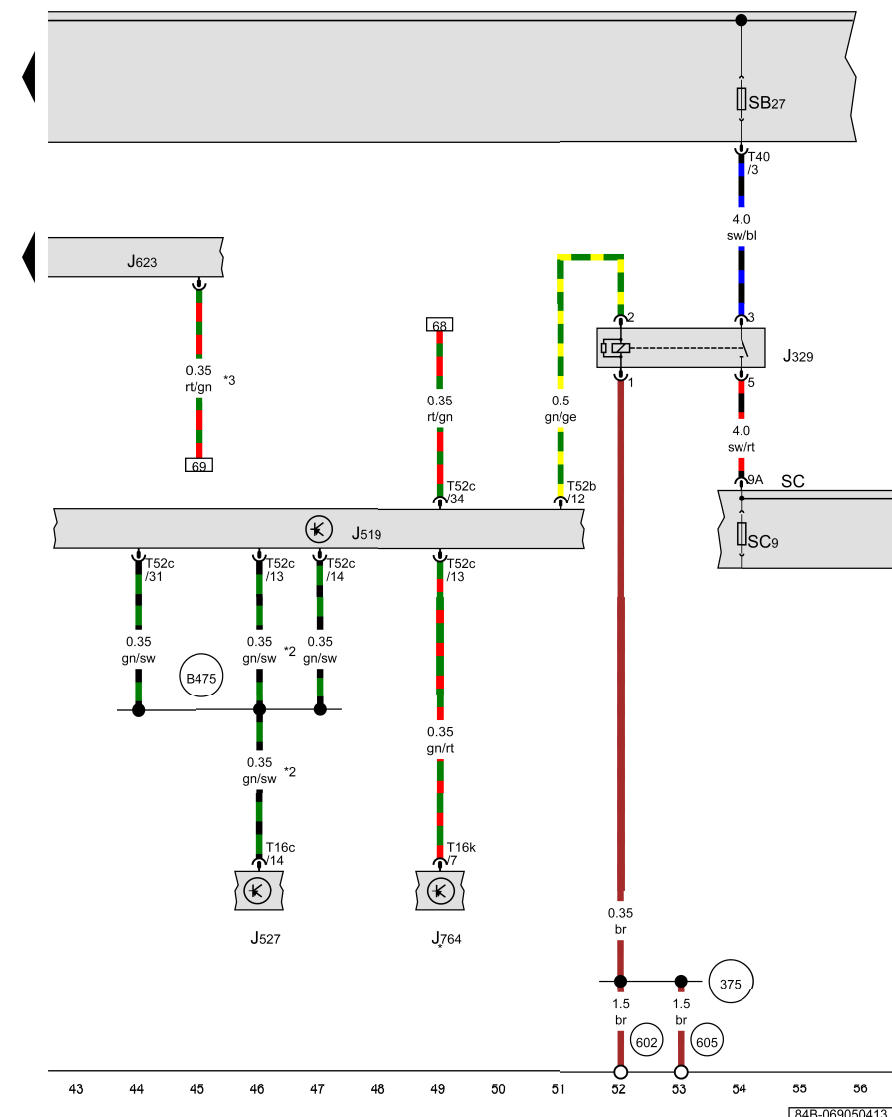 SB27
T40
/3
4.0
sw/bl
J623
0.35
rt/gn
*3
69
68
0.35
rt/gn
0.5
gn/ge
2
3
J329
1
5
4.0
sw/rt
9A
SC
SC9
T52c
/34
T52b
/12
J519
T52c
/31
T52c
/13
T52c
/14
T52c
/13
0.35
gn/sw
0.35
gn/sw
*2
0.35
gn/sw
B475
0.35
gn/sw
*2
0.35
gn/rt
T16c
/14
T16k
/7
J527
J764
*
0.35
br
375
1.5
br
1.5
br
602
605
43 44 45 46 47 48 49 50 51 52 53 54 55 56
84B-069050413